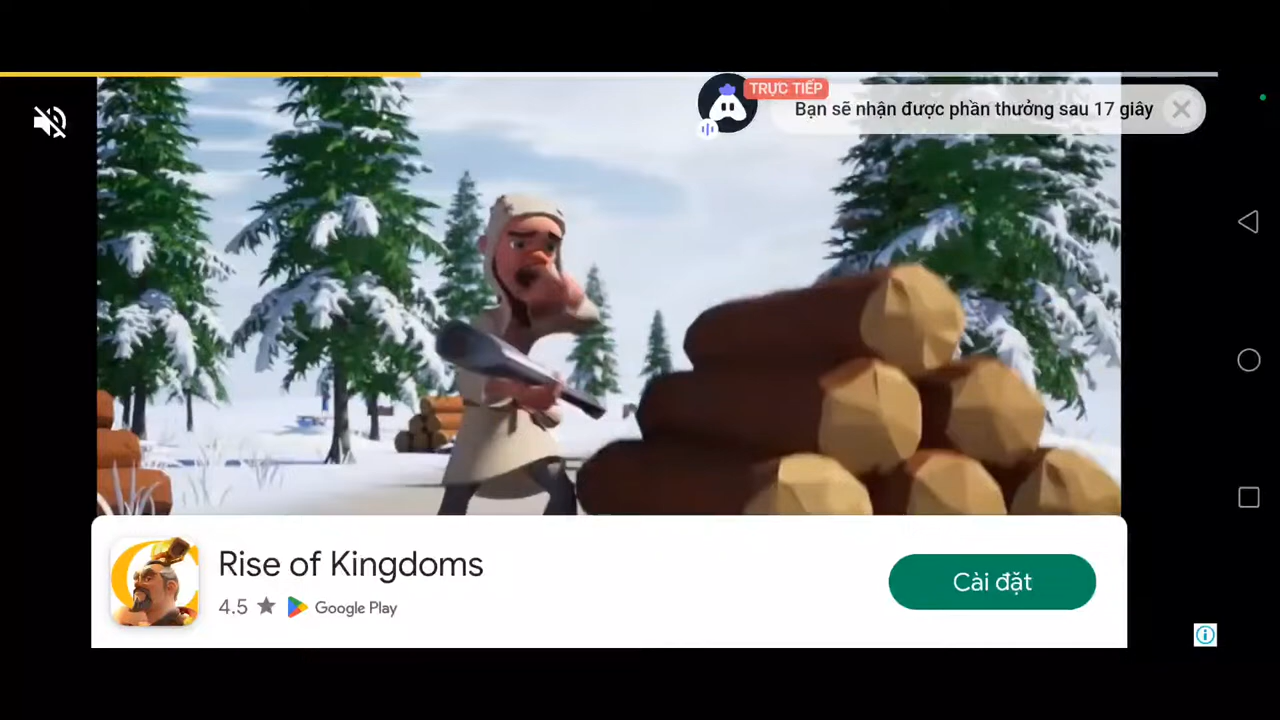 TRỰC TIẾP
Bạn sẽ nhận được phần thưởng sau 17 giây
Rise of Kingdoms
4.5 ★ Google Play
Cài đặt